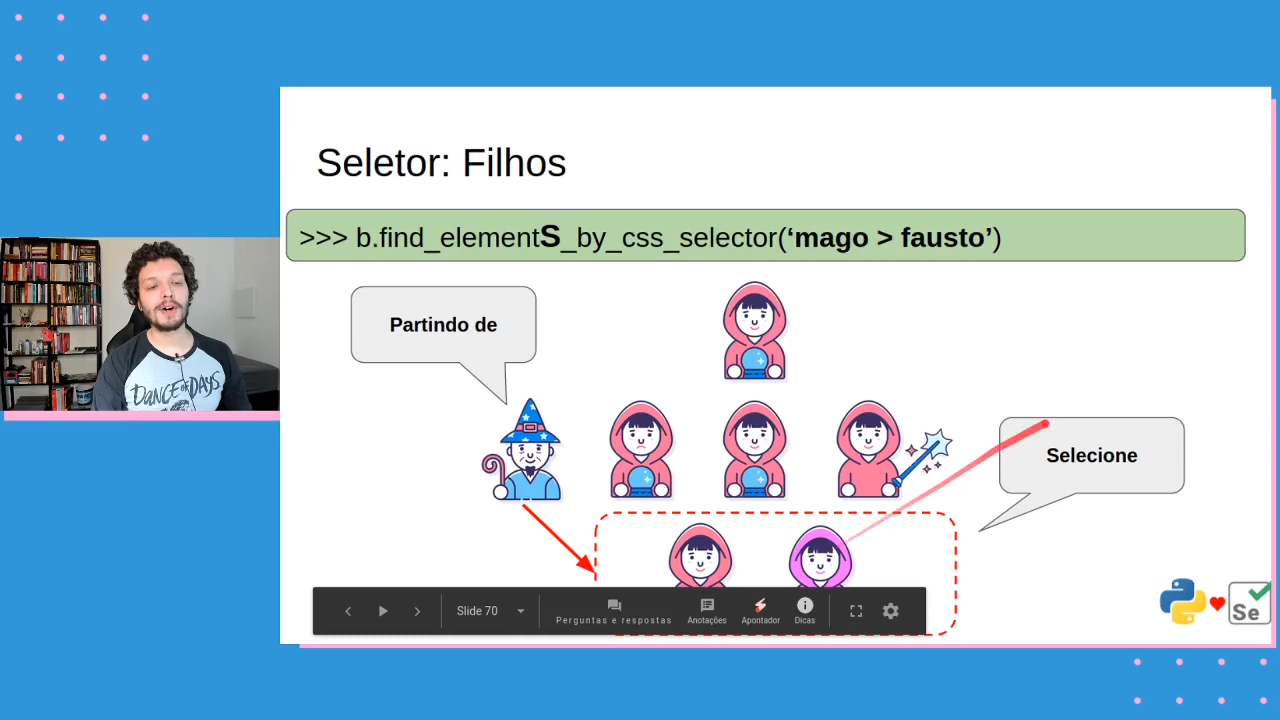 Seletor: Filhos
>>> b.find_elementS_by_css_selector(‘mago > fausto’)
Partindo de
Selecione
DANCE OF DAYS
Slide 70
Perguntas e respostas
Anotações
Apontador
Dicas
Se